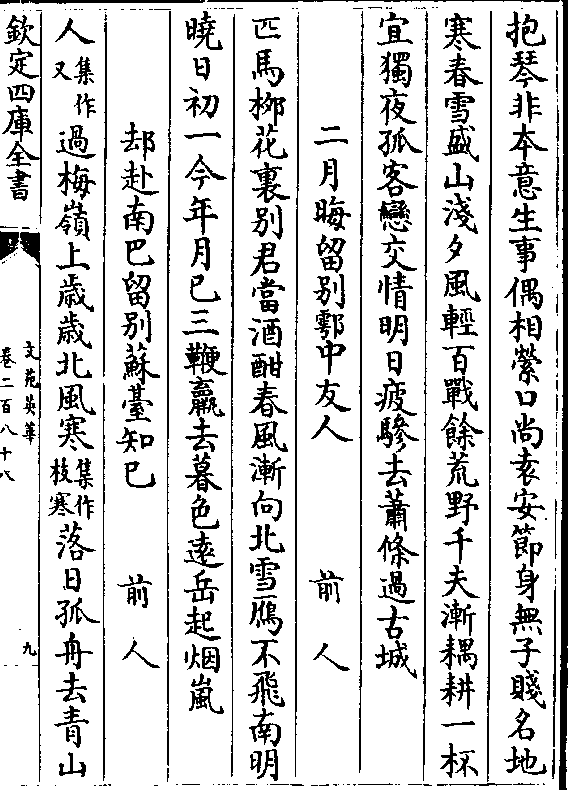 抱琴非本意生事偶相縈口尚袁安節身無子賤名地
寒春雪盛山淺夕風輕百戰餘荒野千夫漸耦耕一杯
宜獨夜孤客戀交情明日疲驂去蕭條過古城
二月晦留別鄠中友人 前人
匹馬栁花裏別君當酒酣春風漸向北雪鴈不飛南明
曉日初一今年月已三鞭羸去暮色逺岳起烟嵐
却赴南巴留別蘇臺知已 前人
人集作又過梅嶺上歳歳北風寒集作枝寒落日孤舟去青山
欽定四庫全書
文苑英華
卷二百八十八
九